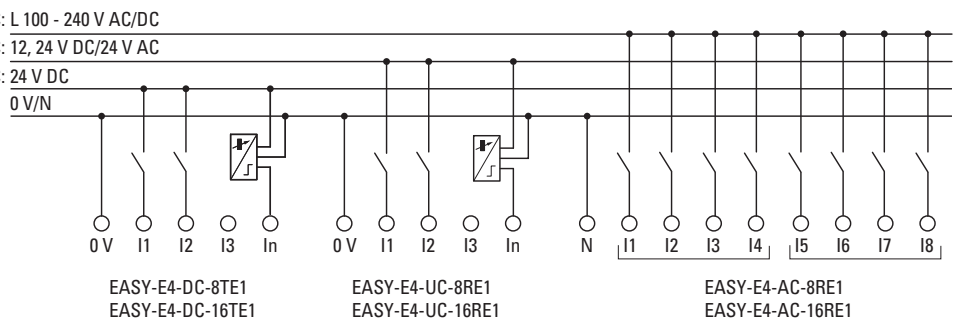 : L 100 - 240 V AC/DC
: 12, 24 V DC/24 V AC
: 24 V DC
0 V/N
0 V I1 I2 I3 In 0 V I1 I2 I3 In N I1 I2 I3 I4 I5 I6 I7 I8
EASY-E4-DC-8TE1 EASY-E4-UC-8RE1 EASY-E4-AC-8RE1
EASY-E4-DC-16TE1 EASY-E4-UC-16RE1 EASY-E4-AC-16RE1